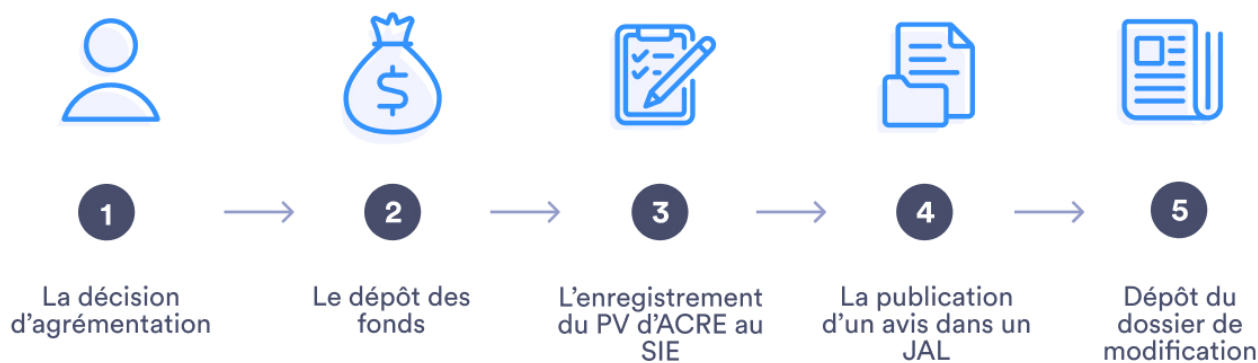 $
1
2
3
4
5
La décision
d'agrémentation
Le dépôt des
fonds
L'enregistrement
du PV d'ACRE au
SIE
La publication
d'un avis dans un
JAL
Dépôt du
dossier de
modification